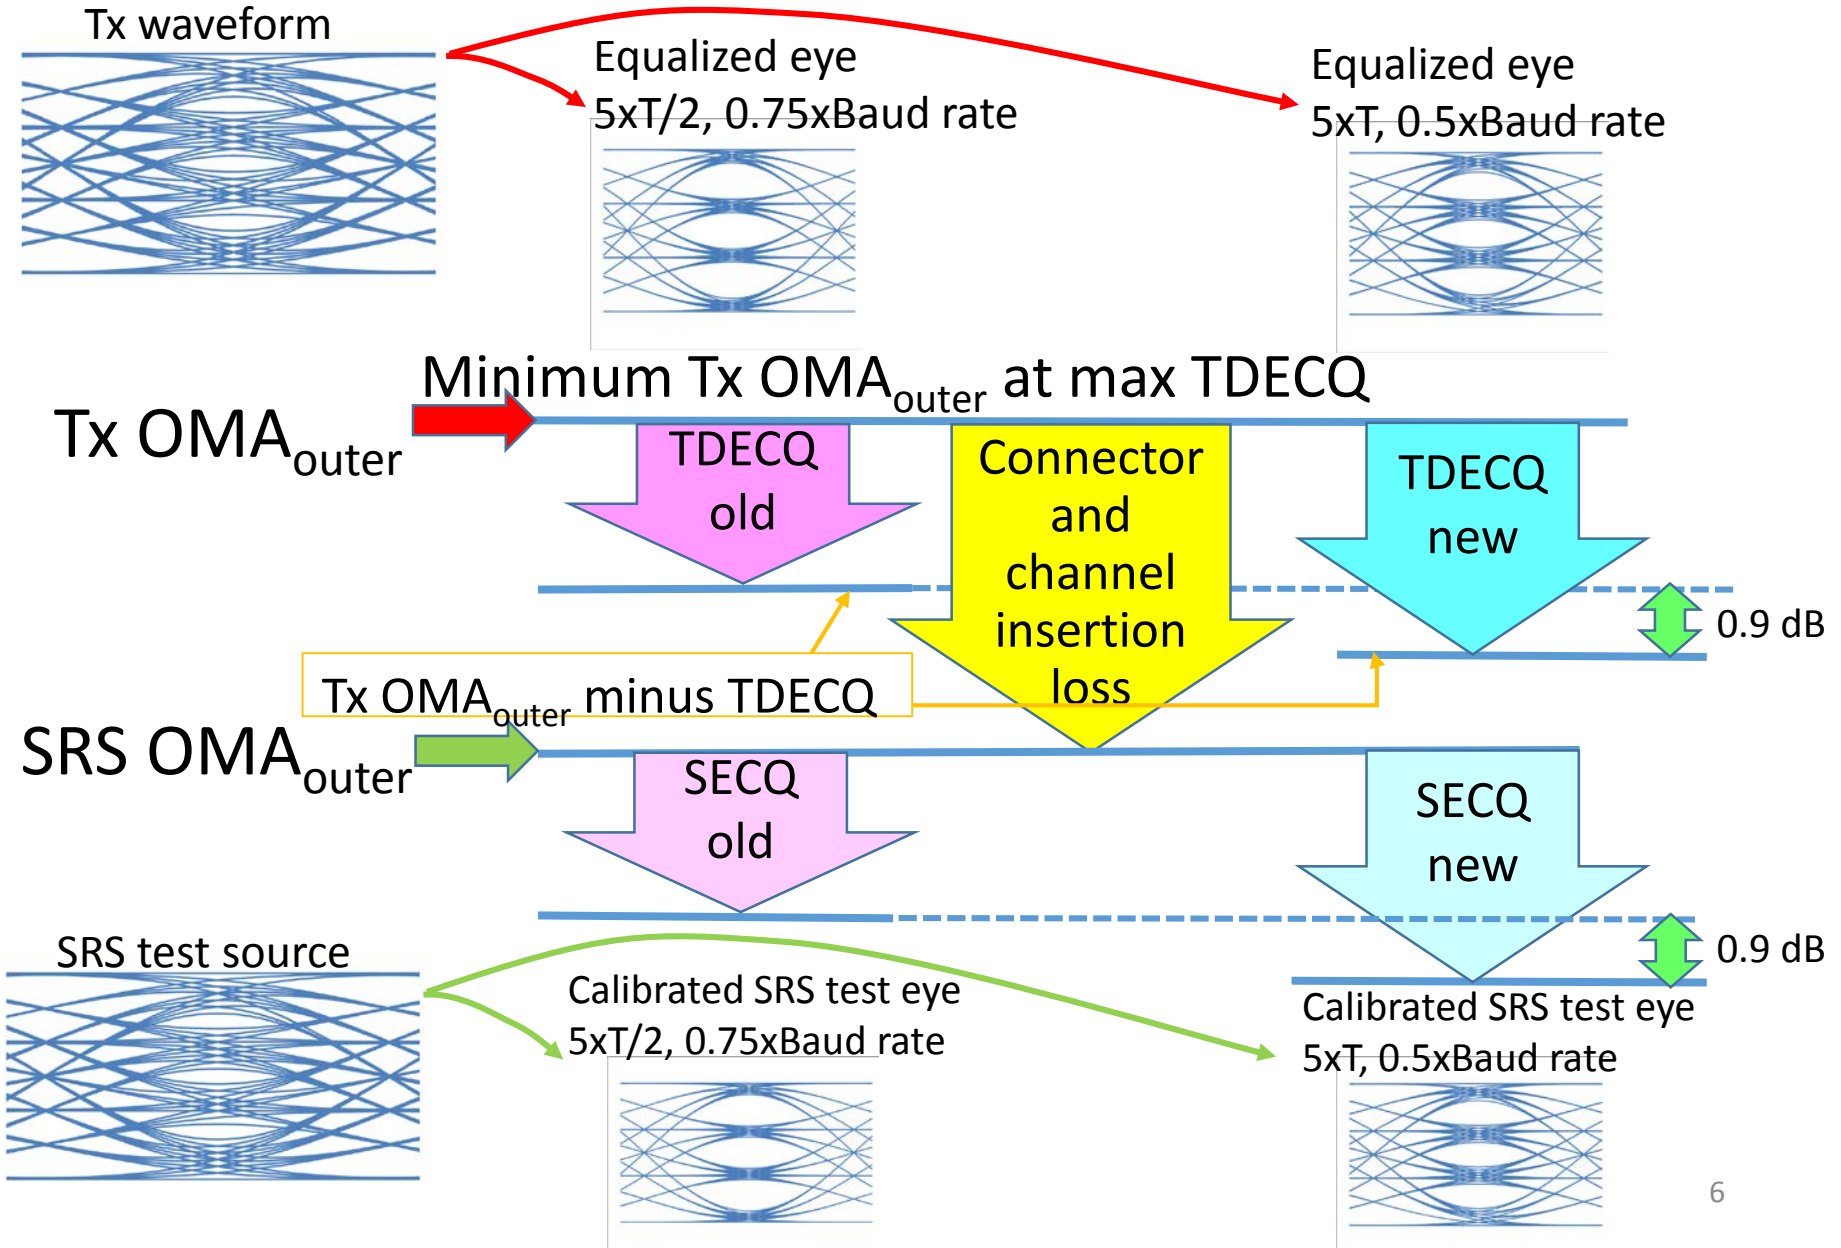 Tx waveform
Equalized eye
5xT/2, 0.75xBaud rate
Equalized eye
5xT, 0.5xBaud rate
Minimum Tx OMAouter at max TDECQ
Tx OMAouter
TDECQ
old
Connector
and
channel
insertion
loss
TDECQ
new
0.9 dB
Tx OMAouter minus TDECQ
SRS OMAouter
SECQ
old
SECQ
new
0.9 dB
SRS test source
Calibrated SRS test eye
5xT/2, 0.75xBaud rate
Calibrated SRS test eye
5xT, 0.5xBaud rate
6